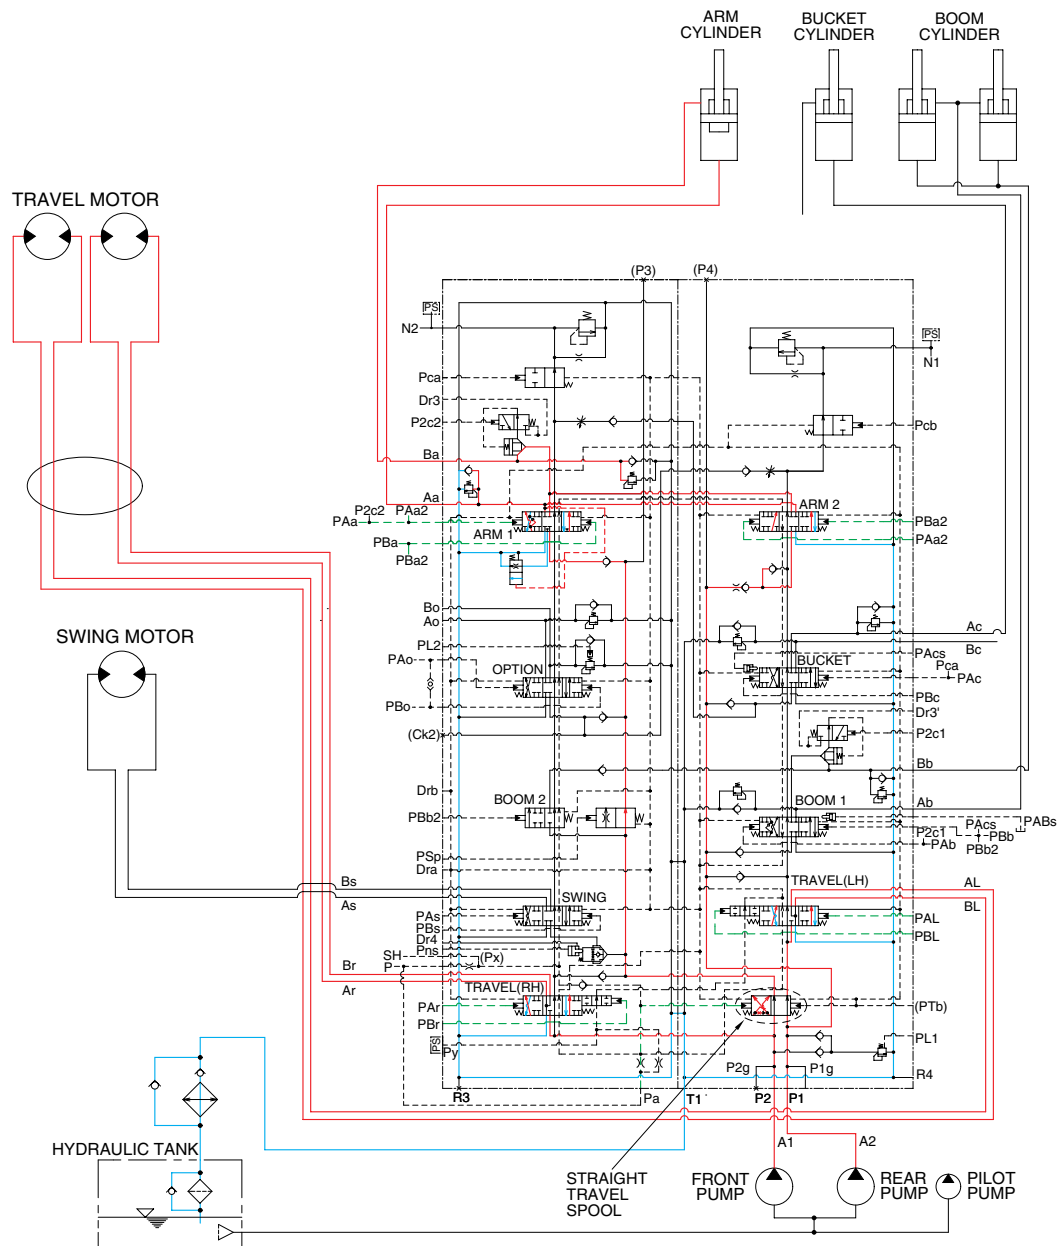 ARM
CYLINDER
BUCKET
CYLINDER
BOOM
CYLINDER
TRAVEL MOTOR
(P3)
(P4)
PS
N2
PS
N1
Pca
Dr3
P2c2
Pcb
Ba
Aa
P2c2
PAa2
PAa
ARM 1
PBa
PBa2
ARM 2
PBa2
PAa2
Bo
Ao
PL2
PAo
OPTION
PBo
(Ck2)
Ac
Bc
PAcs
Pca
PAc
BUCKET
PBc
Dr3'
P2c1
SWING MOTOR
Bb
Ab
Drb
BOOM 2
PBb2
PSp
Dra
BOOM 1
PABs
P2c1
PAcs
PBb
PAb
PBb2
TRAVEL(LH)
AL
BL
PAL
PBL
Bs
As
SWING
PAs
PBs
Dr4
Pns
SH
P
(Px)
Br
Ar
TRAVEL(RH)
PAr
PBr
PS
Py
(PTb)
PL1
P2g
P1g
R4
R3
Pa
T1
P2
P1
A1
A2
HYDRAULIC TANK
STRAIGHT
TRAVEL
SPOOL
FRONT
PUMP
REAR
PUMP
PILOT
PUMP